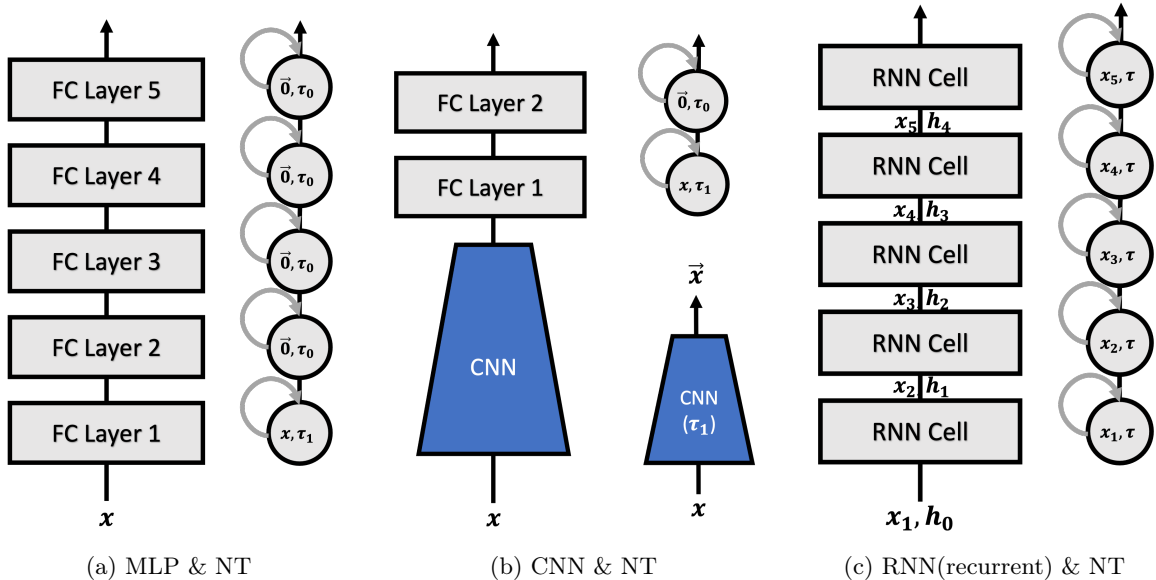 FC Layer 5
FC Layer 4
FC Layer 3
FC Layer 2
FC Layer 1
x
0⃗, τ₀
0⃗, τ₀
0⃗, τ₀
0⃗, τ₀
x, τ₁
(a) MLP & NT
FC Layer 2
FC Layer 1
CNN
x
0⃗, τ₀
x, τ₁
x⃗
CNN
(τ₁)
x
(b) CNN & NT
RNN Cell
x₅, h₄
RNN Cell
x₄, h₃
RNN Cell
x₃, h₂
RNN Cell
x₂, h₁
RNN Cell
x₁, h₀
x₅, τ
x₄, τ
x₃, τ
x₂, τ
x₁, τ
(c) RNN(recurrent) & NT